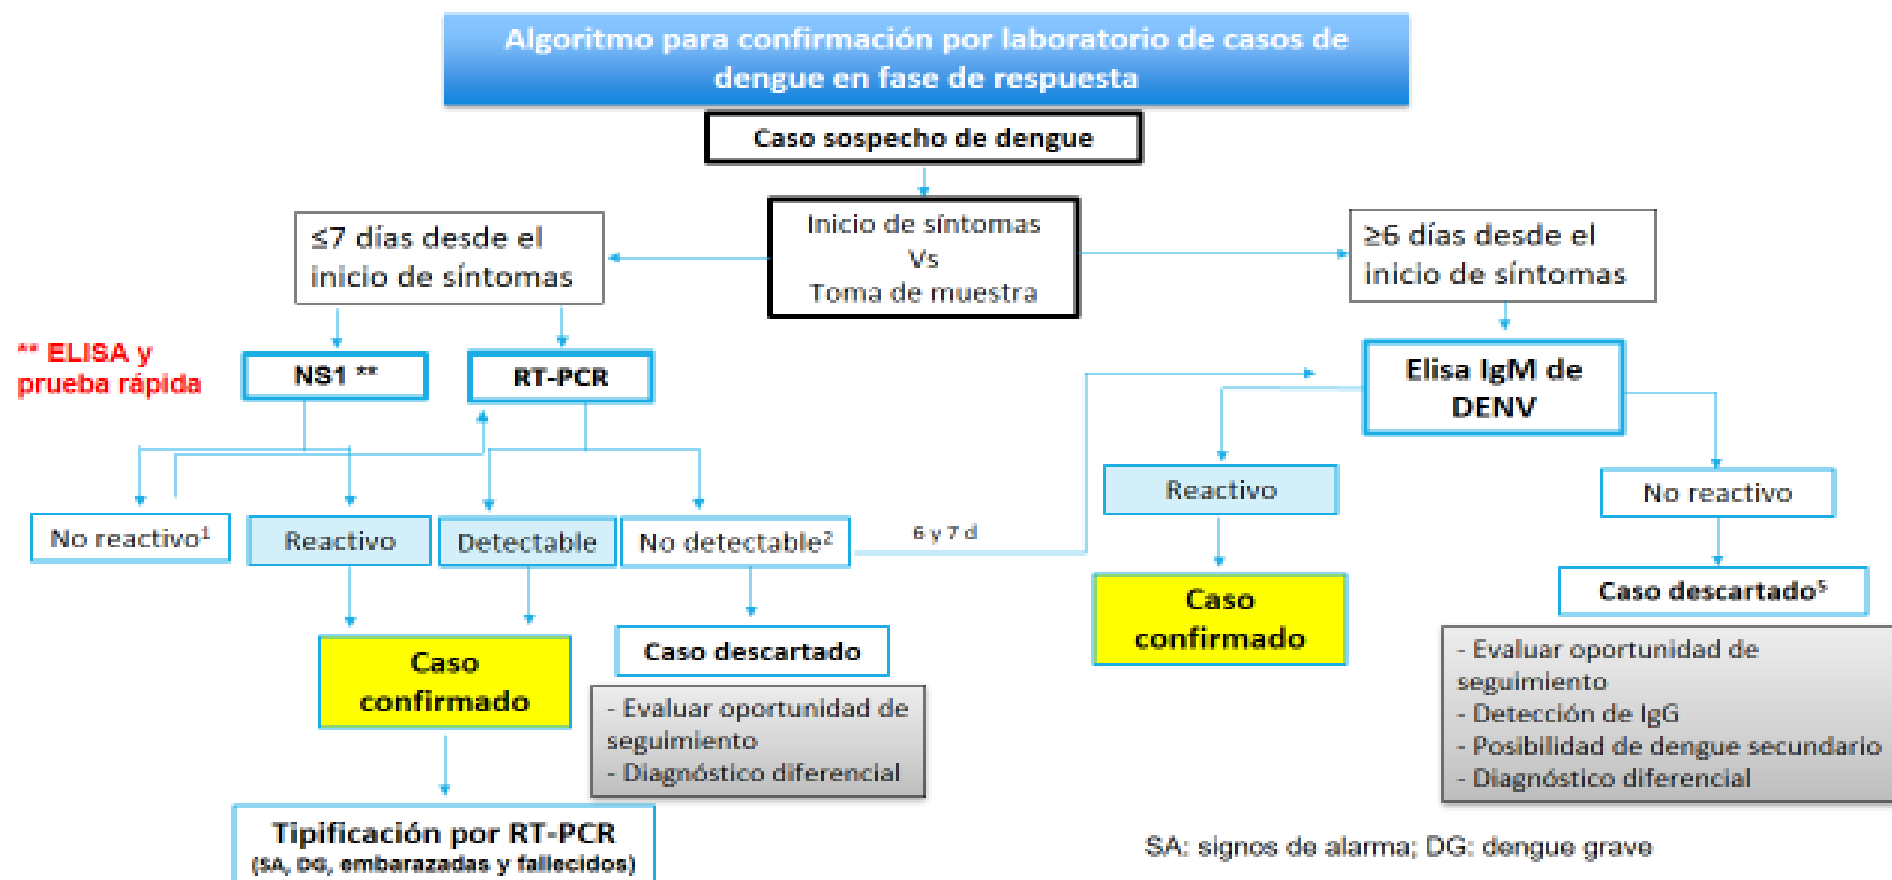 Algoritmo para confirmación por laboratorio de casos de
dengue en fase de respuesta
Caso sospecho de dengue
Inicio de síntomas
Vs
Toma de muestra
≤7 días desde el
inicio de síntomas
≥6 días desde el
inicio de síntomas
** ELISA y
prueba rápida
NS1 **
RT-PCR
Elisa IgM de
DENV
No reactivo¹
Reactivo
Detectable
No detectable²
6 y 7 d
Reactivo
No reactivo
Caso
confirmado
Caso descartado
- Evaluar oportunidad de
seguimiento
- Diagnóstico diferencial
Caso
confirmado
Caso descartado⁵
- Evaluar oportunidad de
seguimiento
- Detección de IgG
- Posibilidad de dengue secundario
- Diagnóstico diferencial
Tipificación por RT-PCR
(SA, DG, embarazadas y fallecidos)
SA: signos de alarma; DG: dengue grave